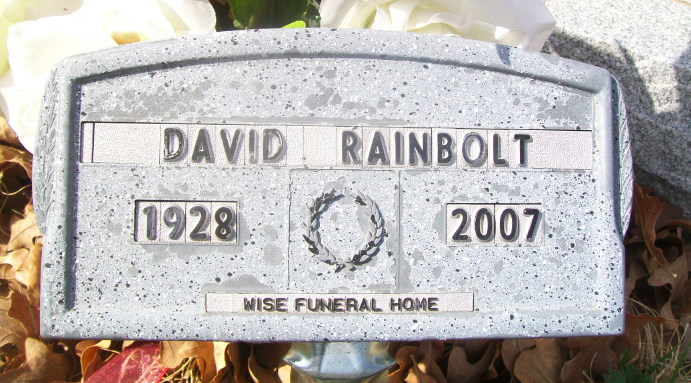 DAVID RAINBOLT
1928 2007
WISE FUNERAL HOME